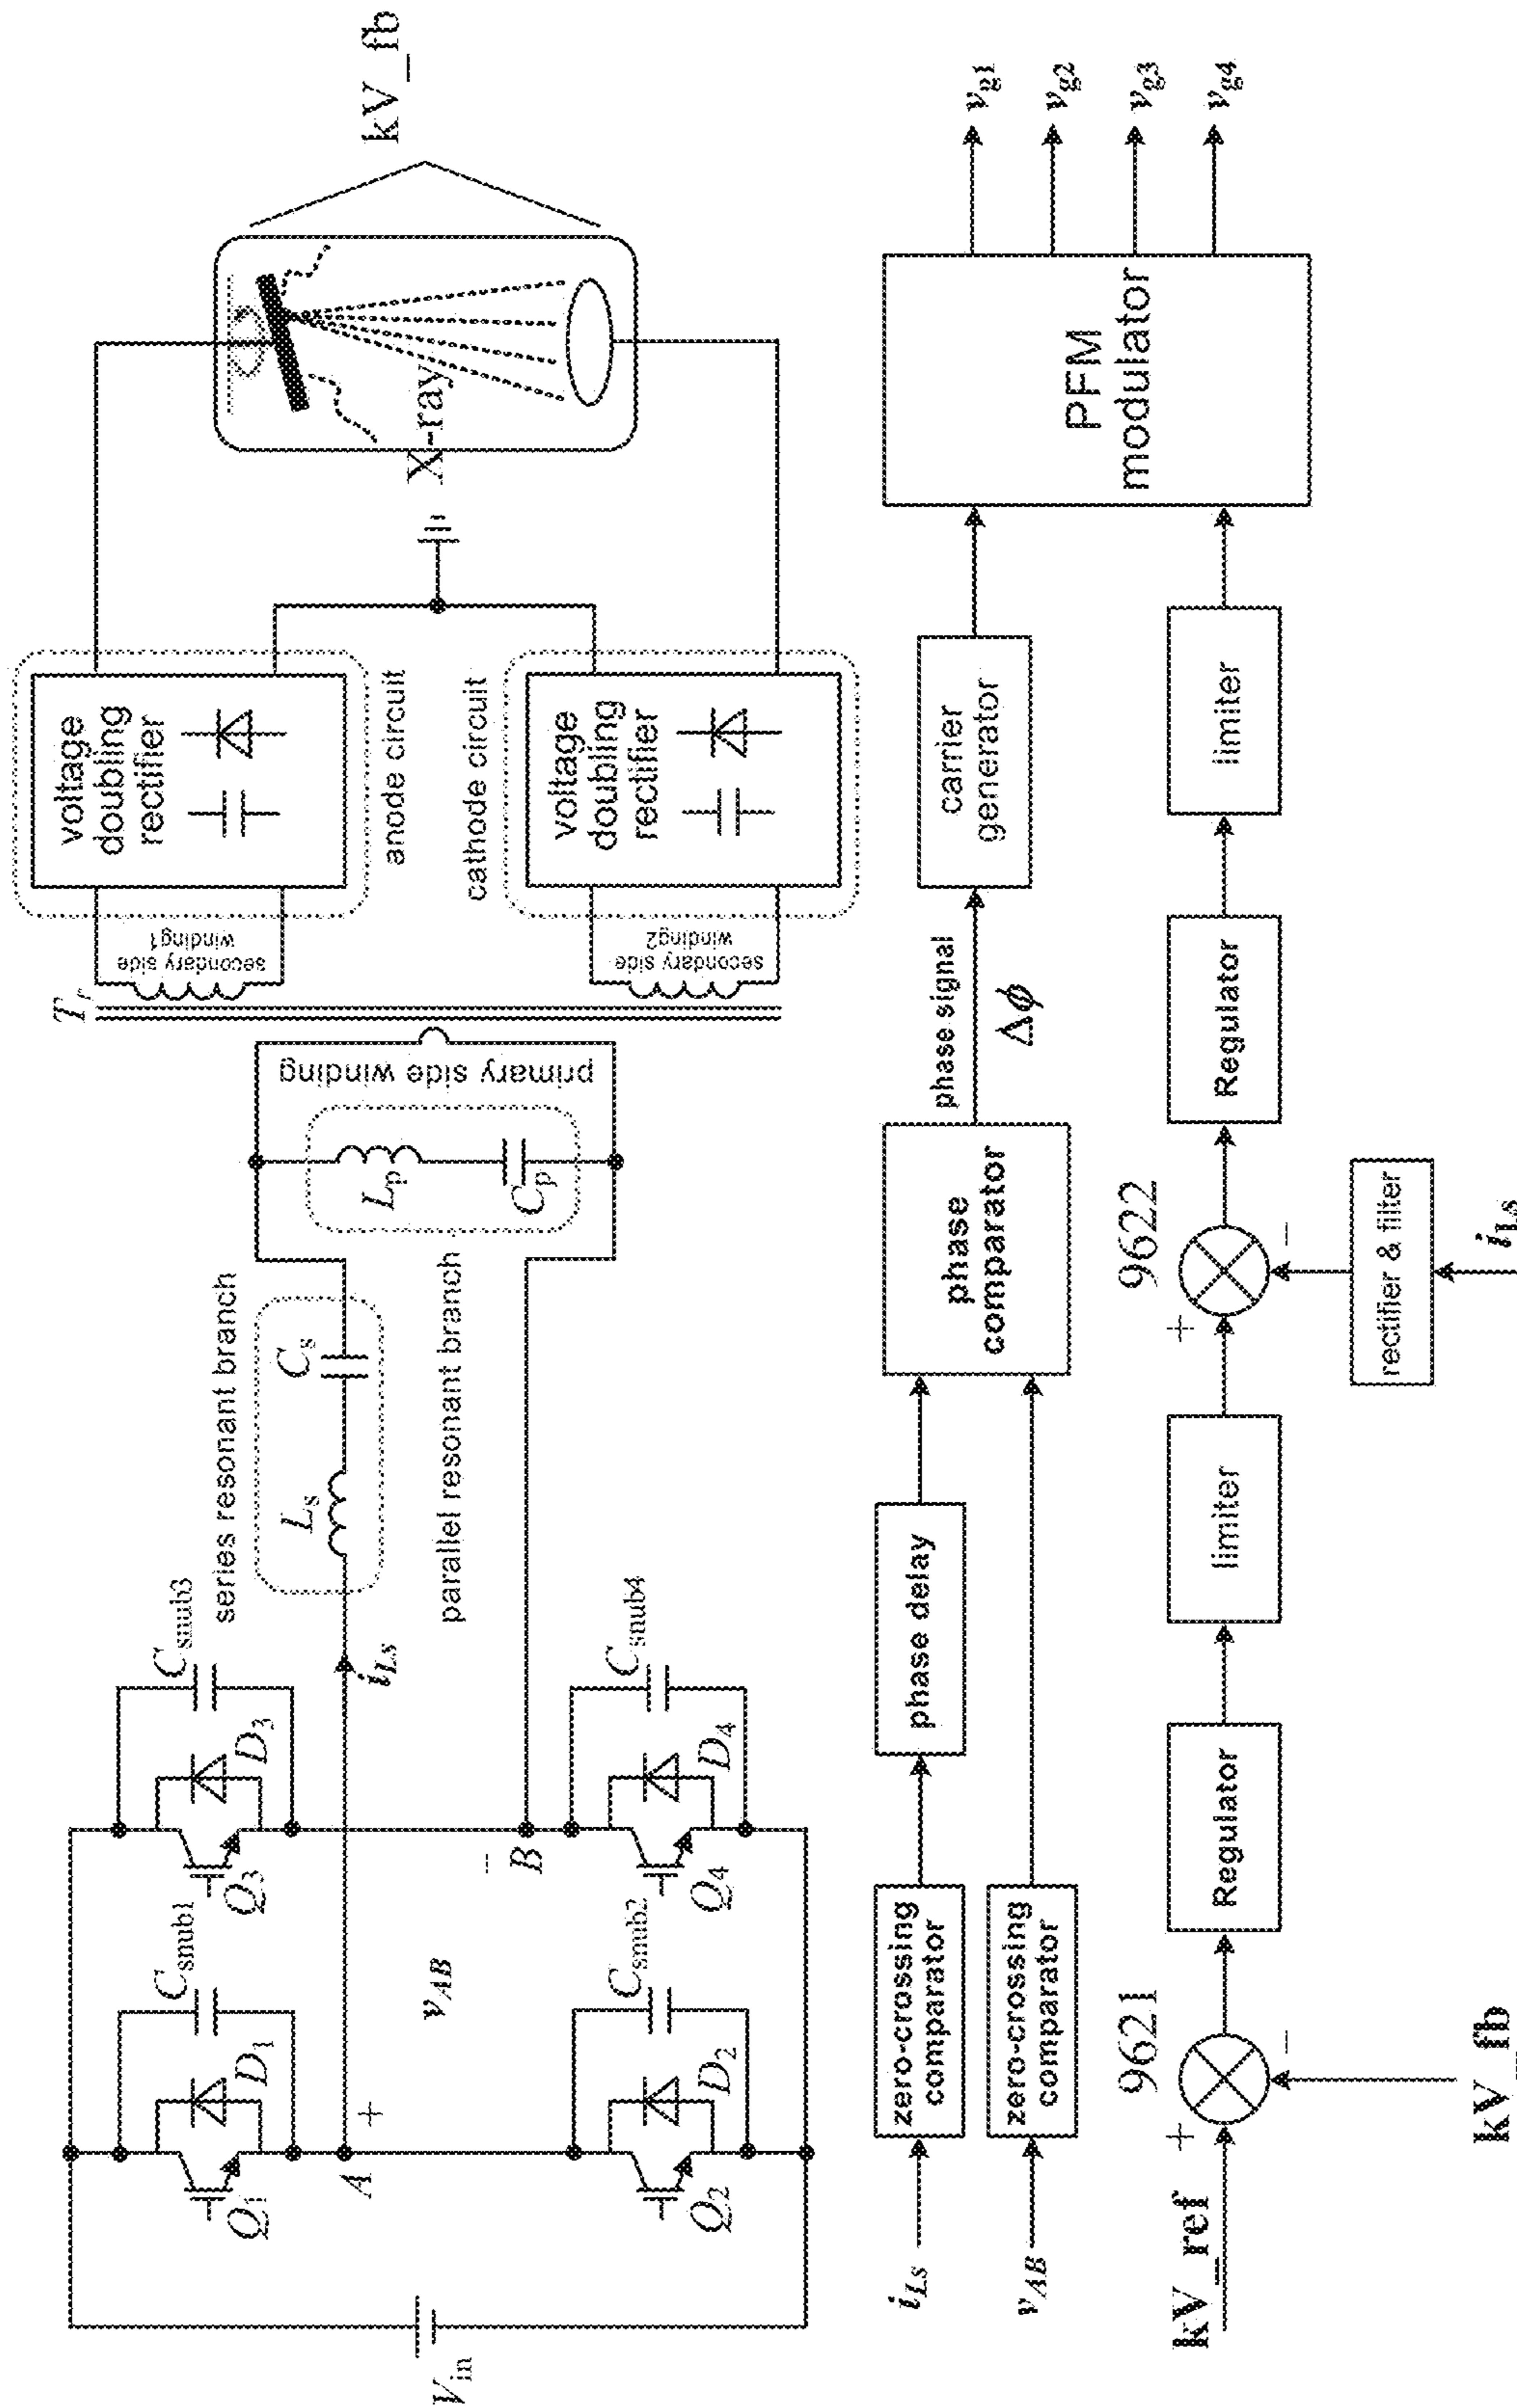 V_in
Q_1
D_1
C_snub1
Q_3
D_3
C_snub3
A
+
v_AB
−
B
i_Ls
Q_2
D_2
C_snub2
Q_4
D_4
C_snub4
series resonant branch
L_s
C_s
parallel resonant branch
L_p
C_p
primary side winding
T_r
secondary side
winding1
secondary side
winding2
voltage
doubling
rectifier
anode circuit
cathode circuit
voltage
doubling
rectifier
X-ray
kV_fb
i_Ls
zero-crossing
comparator
phase delay
v_AB
zero-crossing
comparator
phase
comparator
phase signal
Δϕ
carrier
generator
PFM
modulator
v_g1
v_g2
v_g3
v_g4
kV_ref
+
9621
−
kV_fb
Regulator
limiter
+
9622
−
rectifier & filter
i_Ls
Regulator
limiter